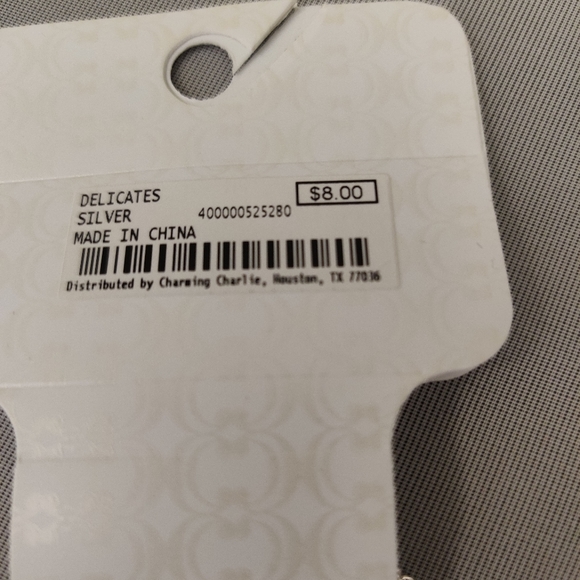 DELICATES
$8.00
SILVER 400000525280
MADE IN CHINA
Distributed by Charming Charlie, Houston, TX 77036